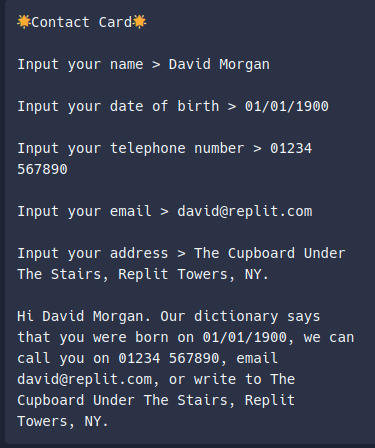 🌟Contact Card🌟
Input your name > David Morgan
Input your date of birth > 01/01/1900
Input your telephone number > 01234
567890
Input your email > david@replit.com
Input your address > The Cupboard Under
The Stairs, Replit Towers, NY.
Hi David Morgan. Our dictionary says
that you were born on 01/01/1900, we can
call you on 01234 567890, email
david@replit.com, or write to The
Cupboard Under The Stairs, Replit
Towers, NY.